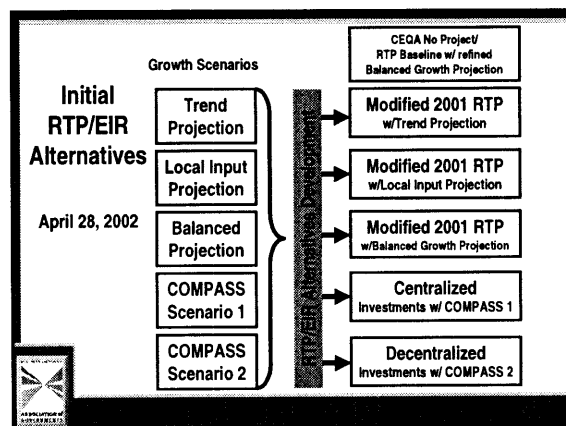 Initial
RTP/EIR
Alternatives
April 28, 2002
Growth Scenarios
Trend
Projection
Local Input
Projection
Balanced
Projection
COMPASS
Scenario 1
COMPASS
Scenario 2
RTP/EIR Alternatives Development
CEQA No Project/
RTP Baseline w/ refined
Balanced Growth Projection
Modified 2001 RTP
w/Trend Projection
Modified 2001 RTP
w/Local Input Projection
Modified 2001 RTP
w/Balanced Growth Projection
Centralized
Investments w/ COMPASS 1
Decentralized
Investments w/ COMPASS 2
ASSOCIATION of
GOVERNMENTS